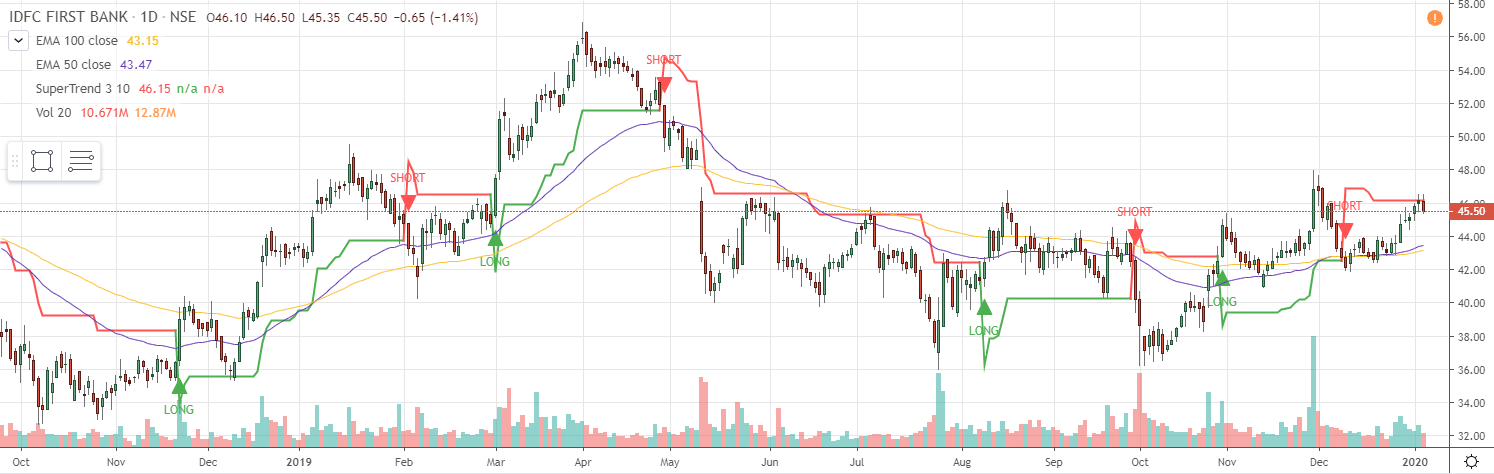 IDFC FIRST BANK · 1D · NSE O46.10 H46.50 L45.35 C45.50 −0.65 (−1.41%)
EMA 100 close 43.15
EMA 50 close 43.47
SuperTrend 3 10 46.15 n/a n/a
Vol 20 10.671M 12.87M
58.00
56.00
54.00
52.00
50.00
48.00
46.00
45.50
44.00
42.00
40.00
38.00
36.00
34.00
32.00
SHORT
SHORT
SHORT
SHORT
LONG
LONG
LONG
LONG
Oct Nov Dec 2019 Feb Mar Apr May Jun Jul Aug Sep Oct Nov Dec 2020